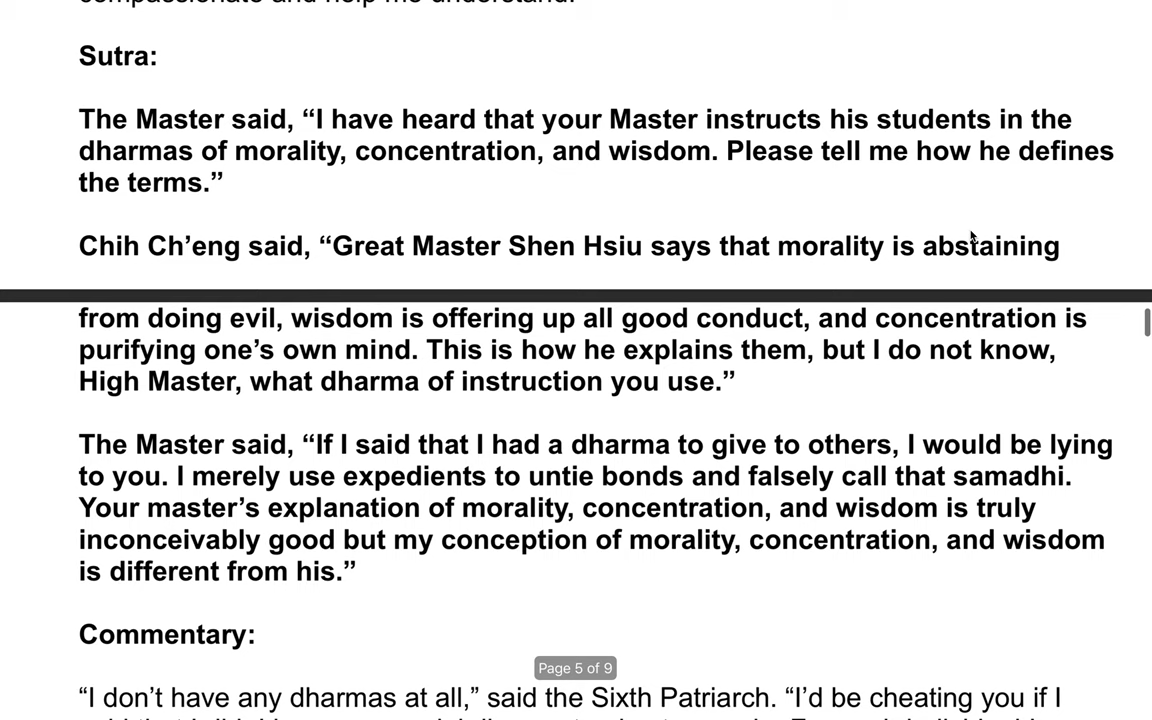 Sutra:
The Master said, “I have heard that your Master instructs his students in the
dharmas of morality, concentration, and wisdom. Please tell me how he defines
the terms.”
Chih Ch’eng said, “Great Master Shen Hsiu says that morality is abstaining
from doing evil, wisdom is offering up all good conduct, and concentration is
purifying one’s own mind. This is how he explains them, but I do not know,
High Master, what dharma of instruction you use.”
The Master said, “If I said that I had a dharma to give to others, I would be lying
to you. I merely use expedients to untie bonds and falsely call that samadhi.
Your master’s explanation of morality, concentration, and wisdom is truly
inconceivably good but my conception of morality, concentration, and wisdom
is different from his.”
Commentary:
Page 5 of 9
“I don’t have any dharmas at all,” said the Sixth Patriarch. “I’d be cheating you if I